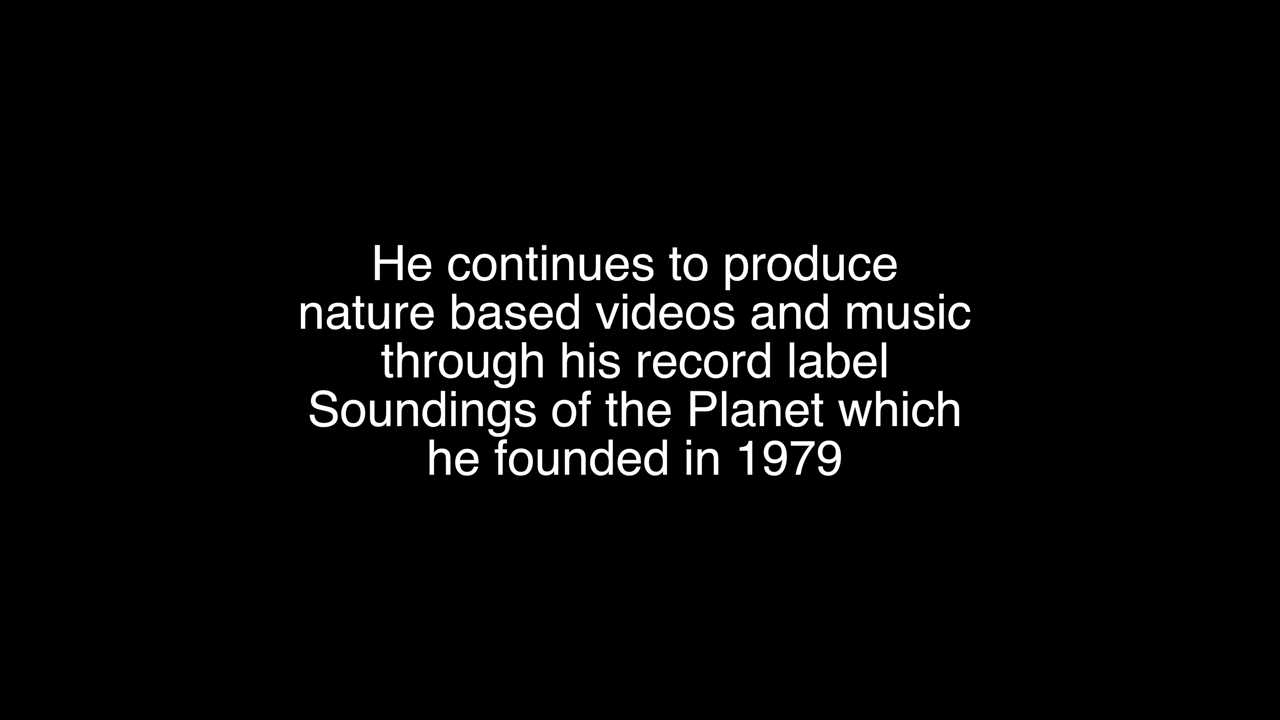 He continues to produce
nature based videos and music
through his record label
Soundings of the Planet which
he founded in 1979